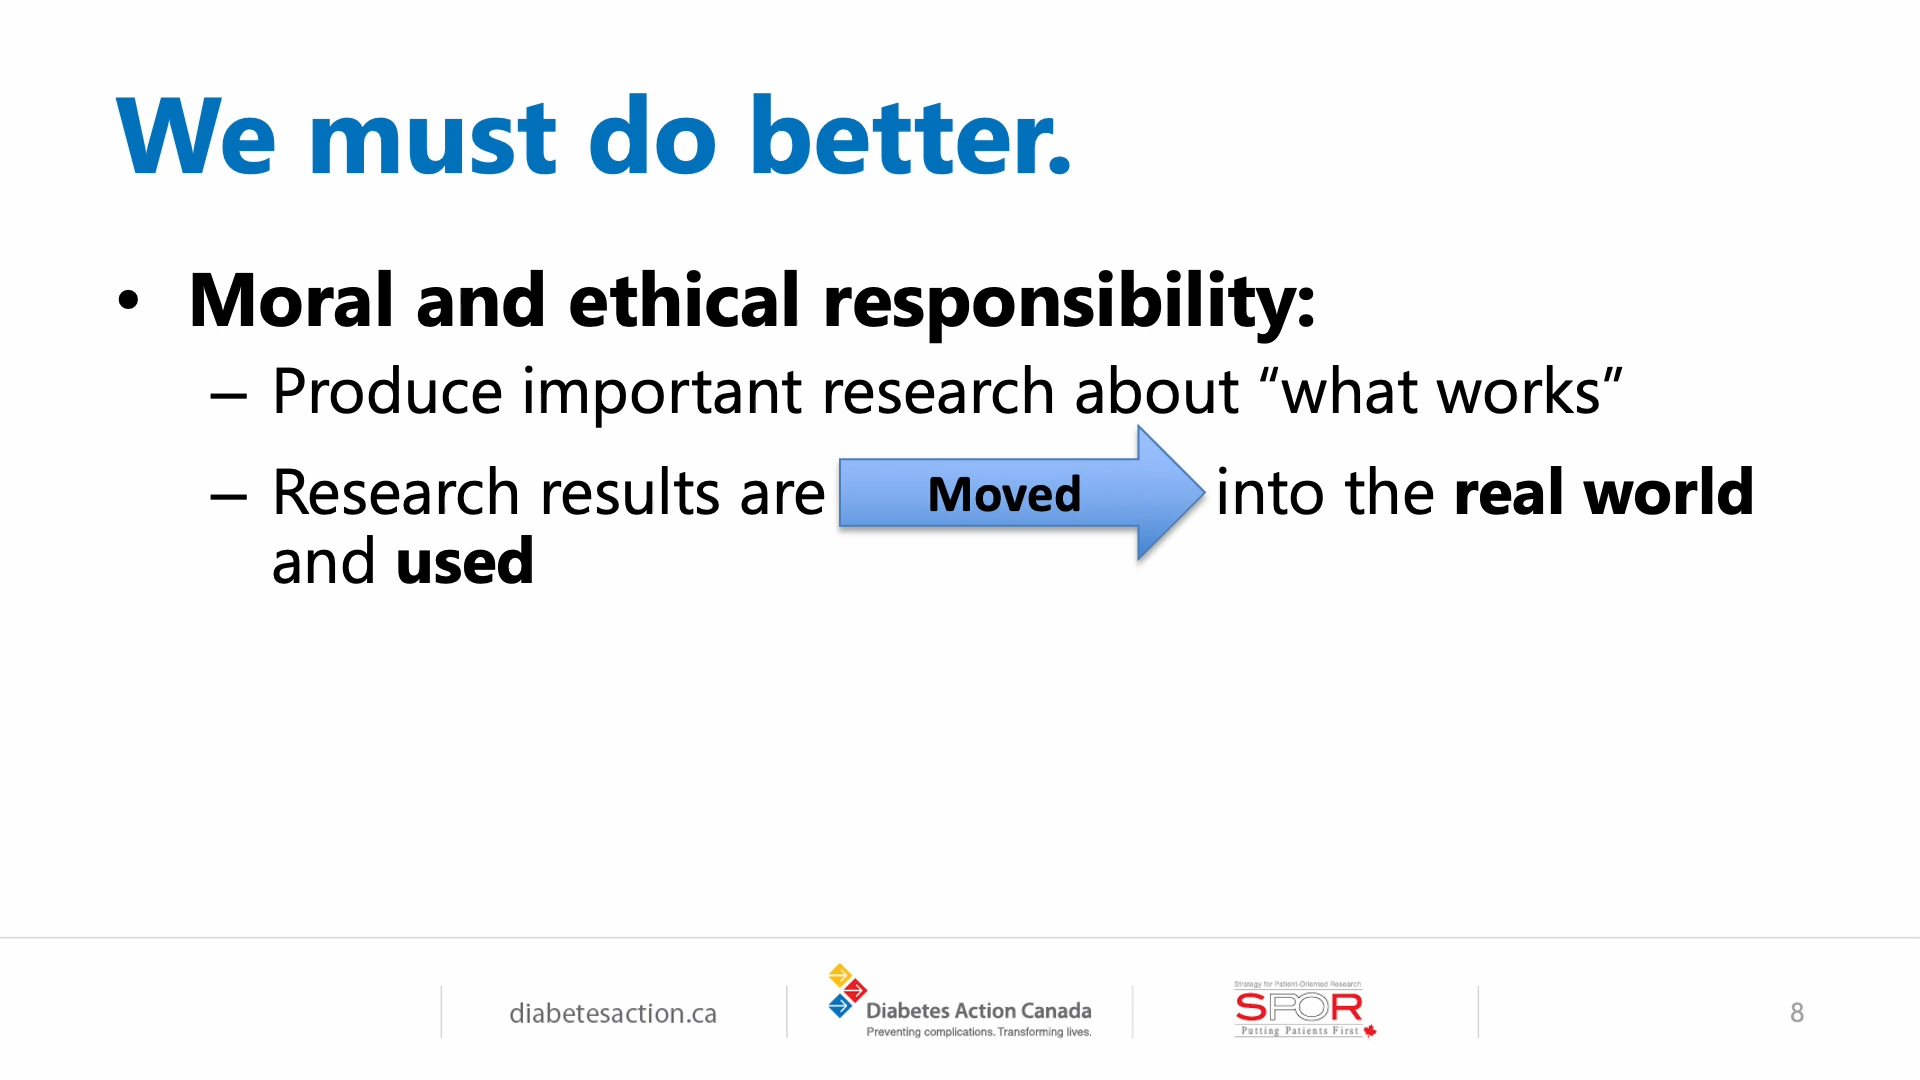 We must do better.
• Moral and ethical responsibility:
– Produce important research about “what works”
– Research results are Moved into the real world
and used
diabetesaction.ca
Diabetes Action Canada
Preventing complications. Transforming lives.
Strategy for Patient-Oriented Research
SPOR
Putting Patients First
8